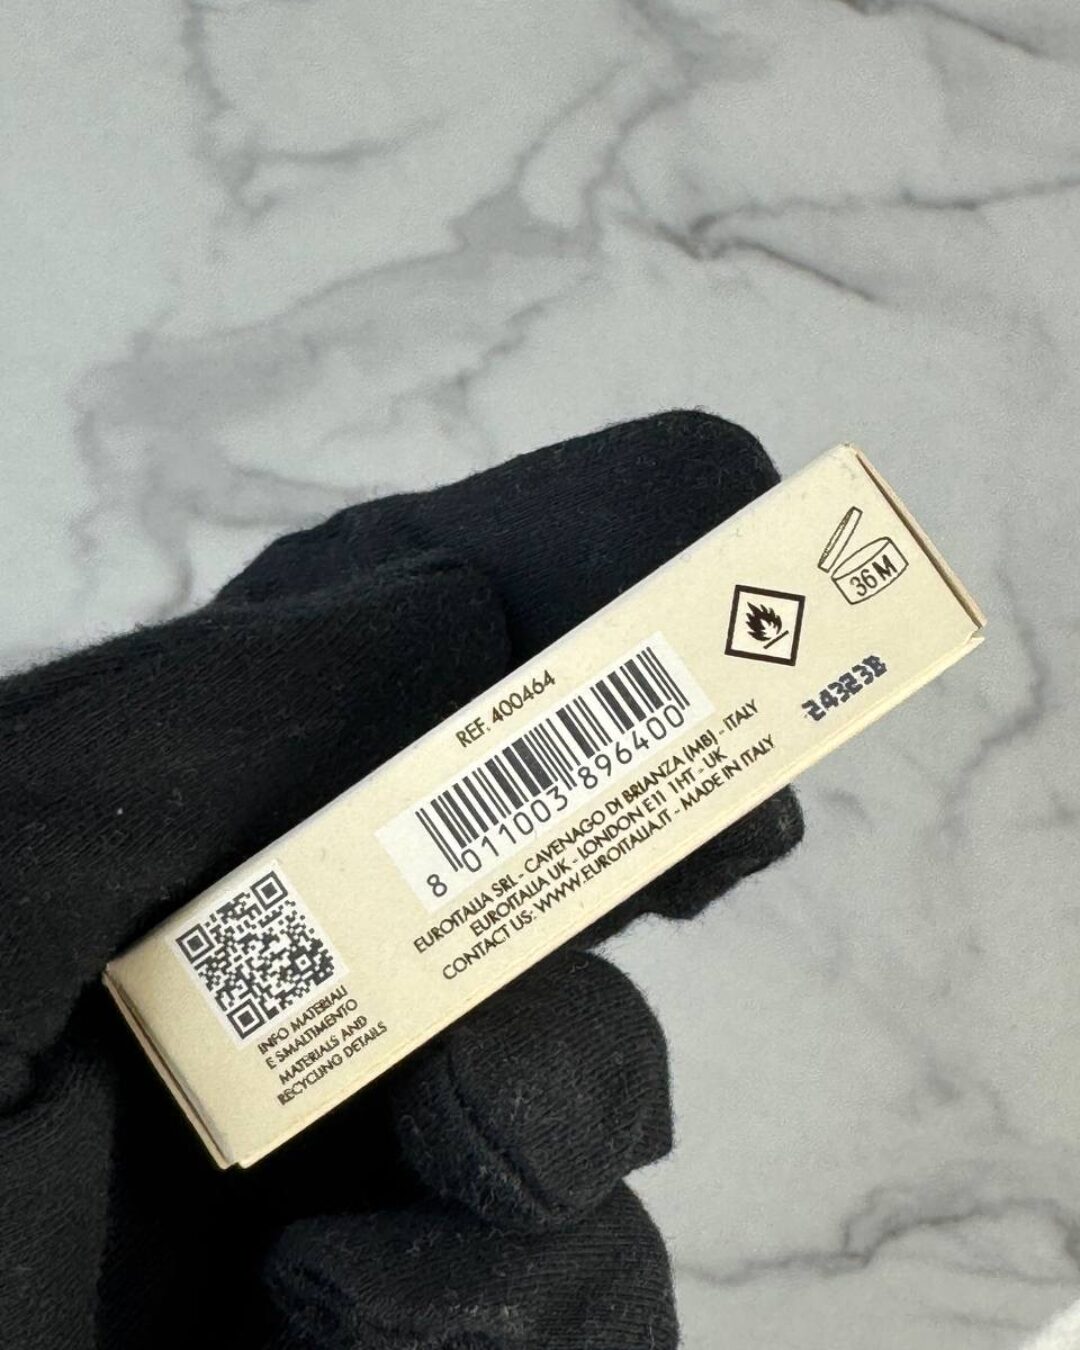 36 M
24323B
REF. 400464
8 011003 896400
EUROITALIA SRL - CAVENAGO DI BRIANZA (MB) - ITALY
EUROITALIA UK - LONDON E11 1HT - UK
CONTACT US: WWW.EUROITALIA.IT - MADE IN ITALY
INFO MATERIALI
E SMALTIMENTO
MATERIALS AND
RECYCLING DETAILS